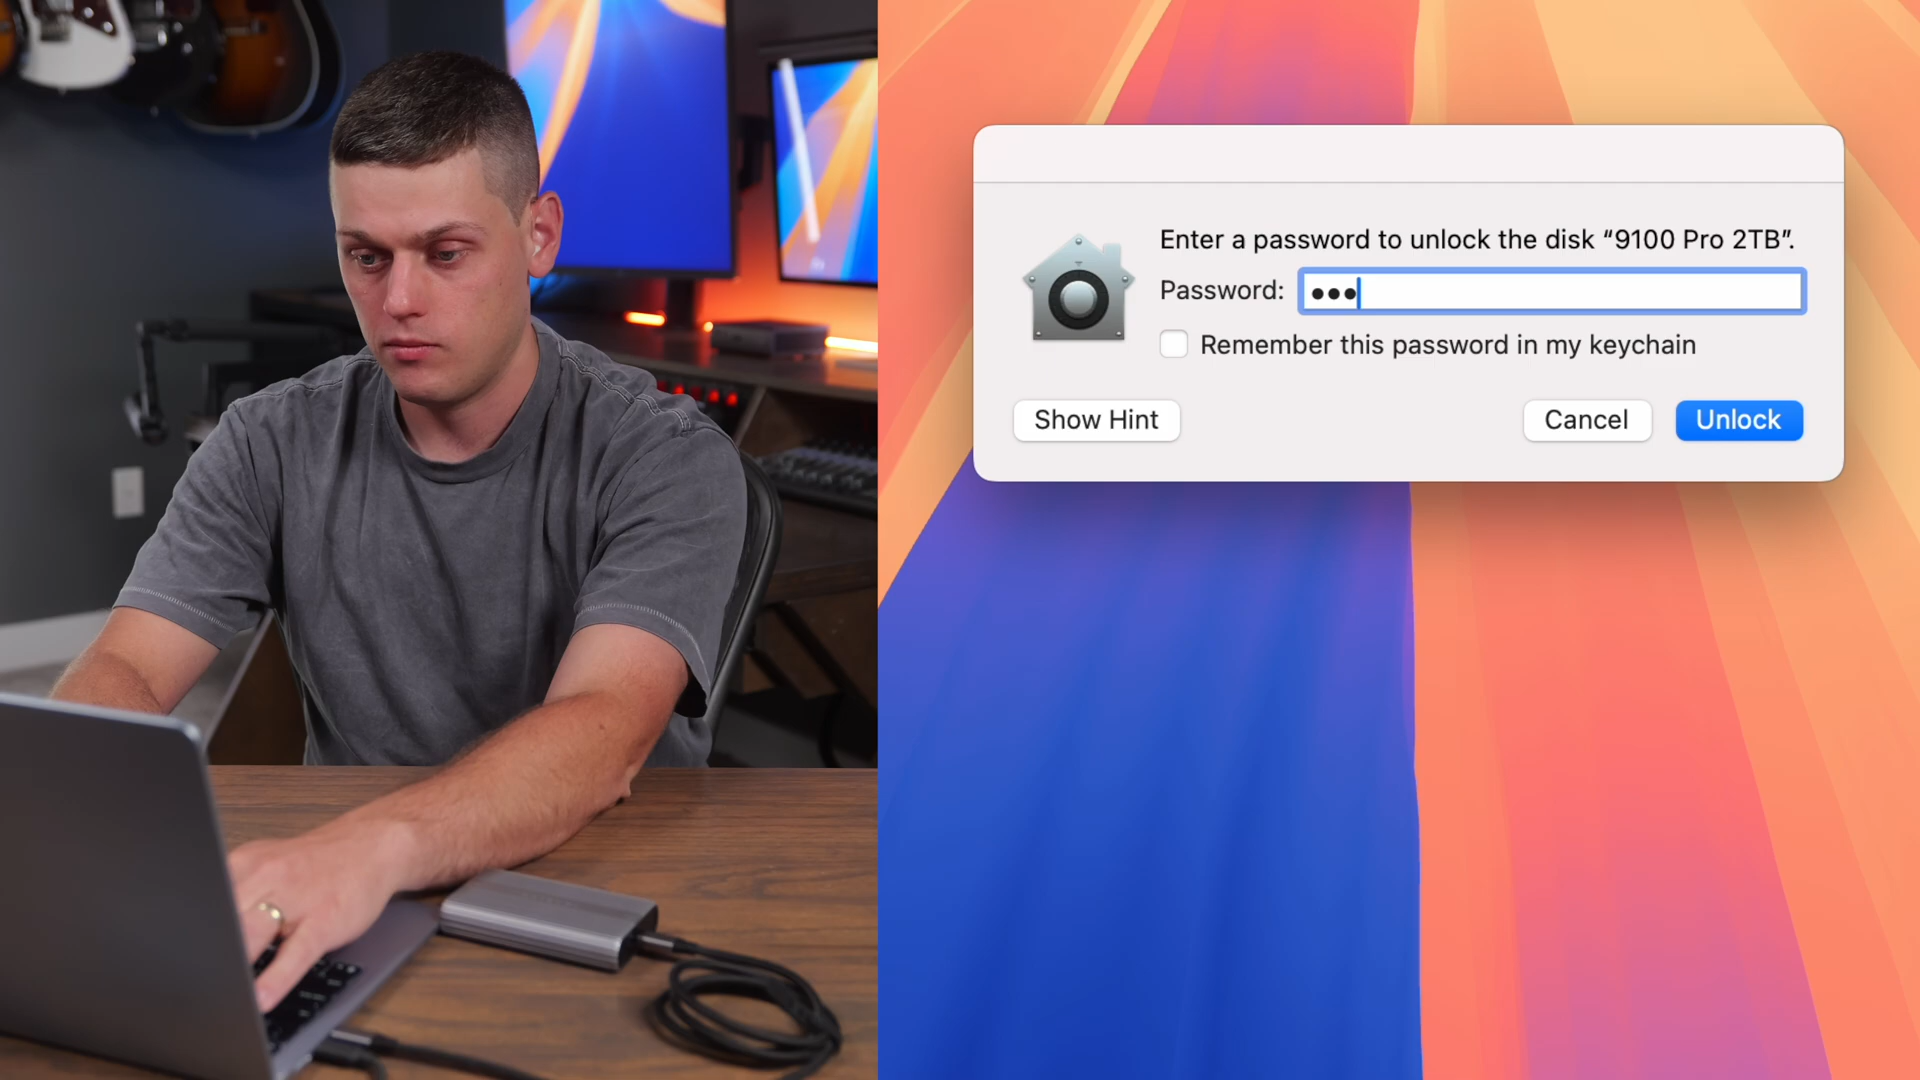 Enter a password to unlock the disk “9100 Pro 2TB”.
Password: •••
Remember this password in my keychain
Show Hint
Cancel
Unlock